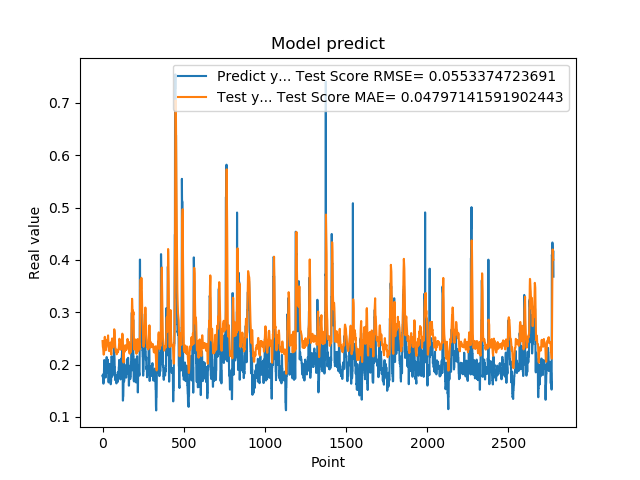 Model predict
Predict y... Test Score RMSE= 0.0553374723691
Test y... Test Score MAE= 0.04797141591902443
Real value
0.7
0.6
0.5
0.4
0.3
0.2
0.1
0 500 1000 1500 2000 2500
Point